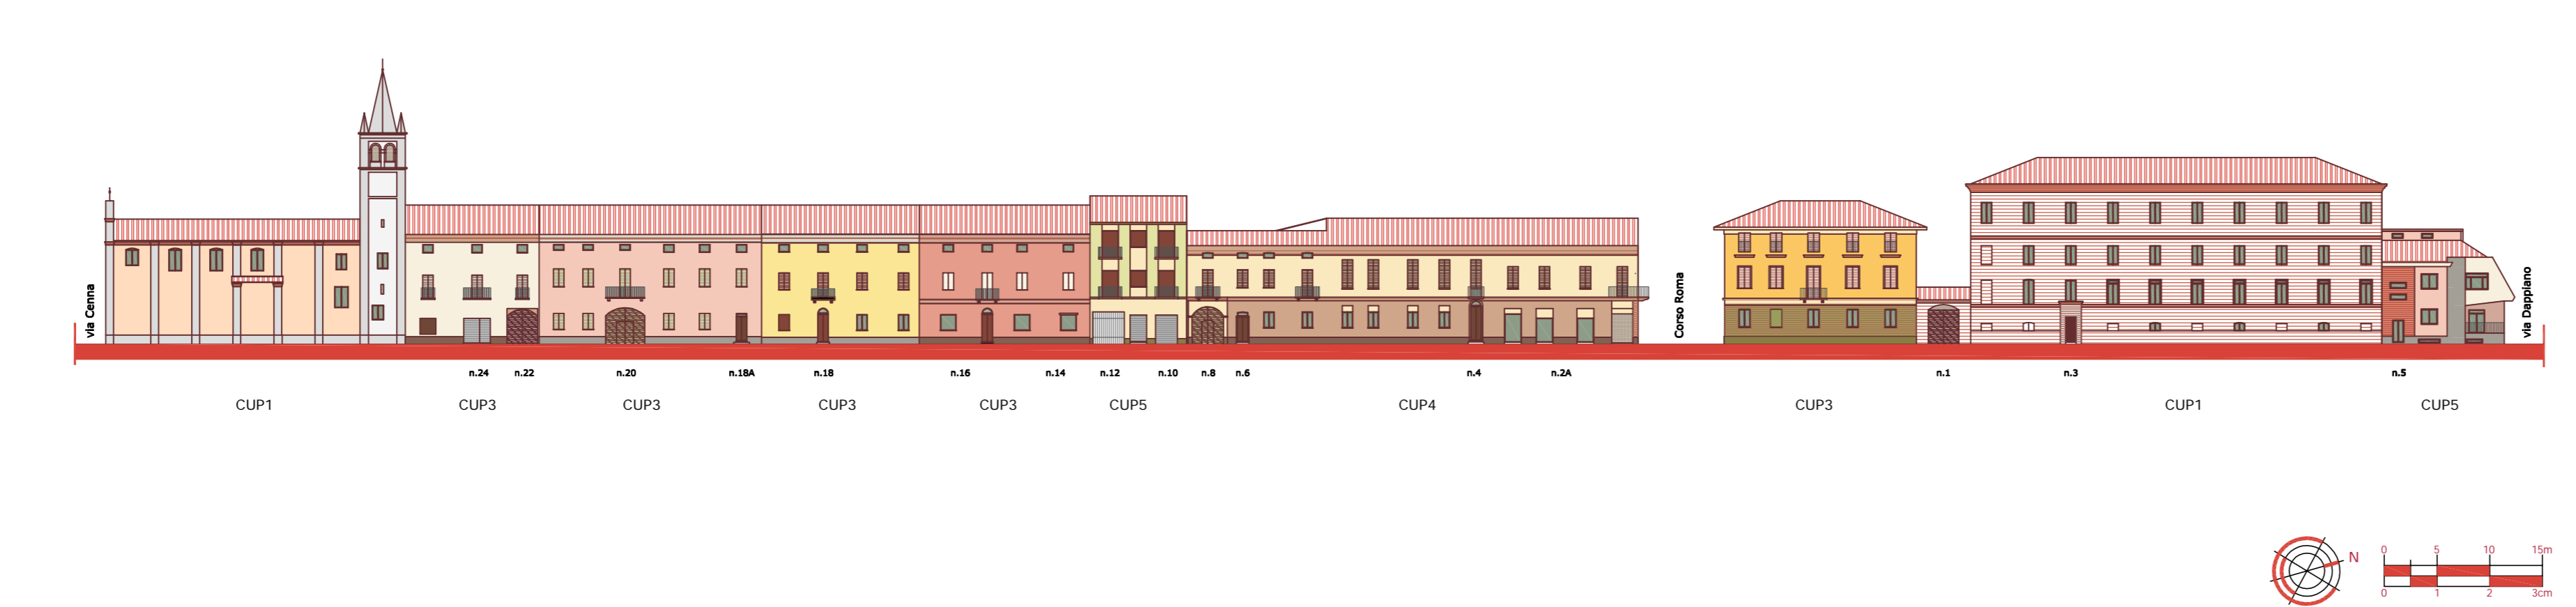 via Cenna
Corso Roma
via Dappiano
n.24 n.22 n.20 n.18A n.18 n.16 n.14 n.12 n.10 n.8 n.6 n.4 n.2A n.1 n.3 n.5
CUP1 CUP3 CUP3 CUP3 CUP3 CUP5 CUP4 CUP3 CUP1 CUP5
N
0 5 10 15m
0 1 2 3cm